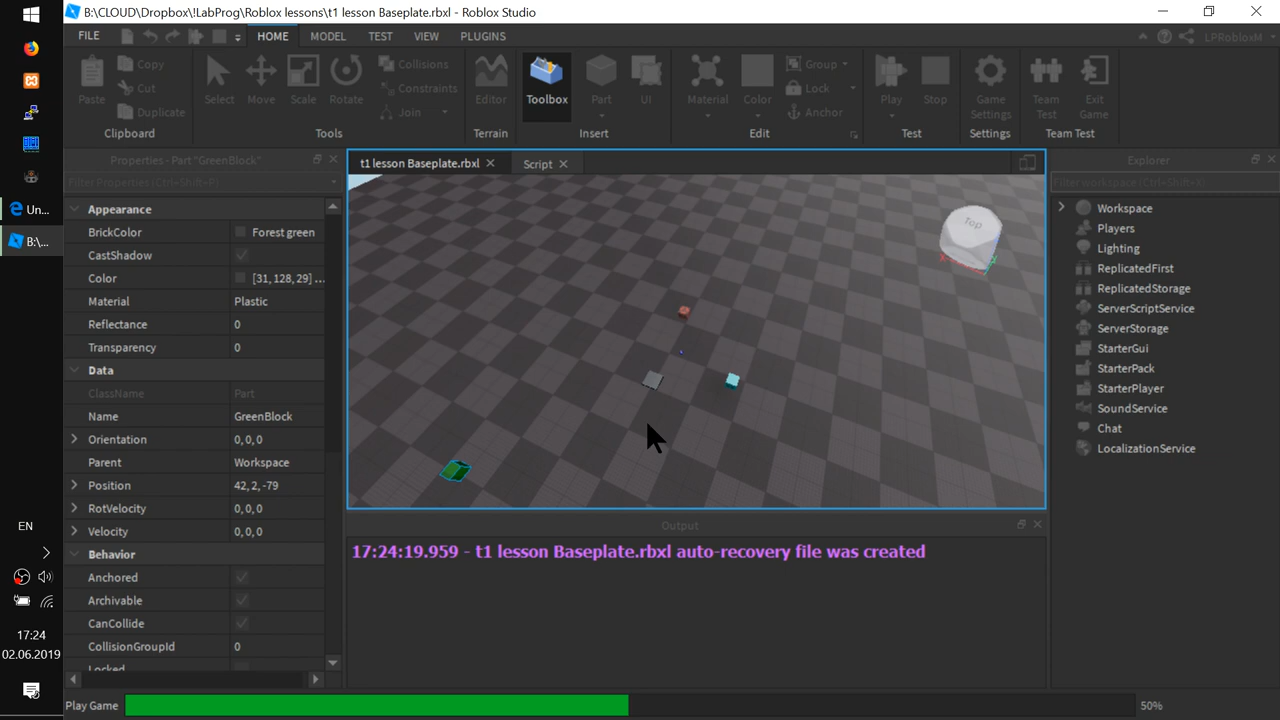 B:\CLOUD\Dropbox\!LabProg\Roblox lessons\t1 lesson Baseplate.rbxl - Roblox Studio
FILE
HOME
MODEL
TEST
VIEW
PLUGINS
LPRobloxM
Paste
Copy
Cut
Duplicate
Clipboard
Select
Move
Scale
Rotate
Collisions
Constraints
Join
Tools
Editor
Terrain
Toolbox
Part
UI
Insert
Material
Color
Group
Lock
Anchor
Edit
Play
Stop
Test
Game
Settings
Settings
Team
Test
Exit
Game
Team Test
Un...
B:\...
EN
17:24
02.06.2019
Properties - Part "GreenBlock"
Filter Properties (Ctrl+Shift+P)
Appearance
BrickColor Forest green
CastShadow
Color [31, 128, 29] ...
Material Plastic
Reflectance 0
Transparency 0
Data
ClassName Part
Name GreenBlock
Orientation 0, 0, 0
Parent Workspace
Position 42, 2, -79
RotVelocity 0, 0, 0
Velocity 0, 0, 0
Behavior
Anchored
Archivable
CanCollide
CollisionGroupId 0
Locked
t1 lesson Baseplate.rbxl
Script
Top
X
Output
17:24:19.959 - t1 lesson Baseplate.rbxl auto-recovery file was created
Explorer
Filter workspace (Ctrl+Shift+X)
Workspace
Players
Lighting
ReplicatedFirst
ReplicatedStorage
ServerScriptService
ServerStorage
StarterGui
StarterPack
StarterPlayer
SoundService
Chat
LocalizationService
Play Game
50%